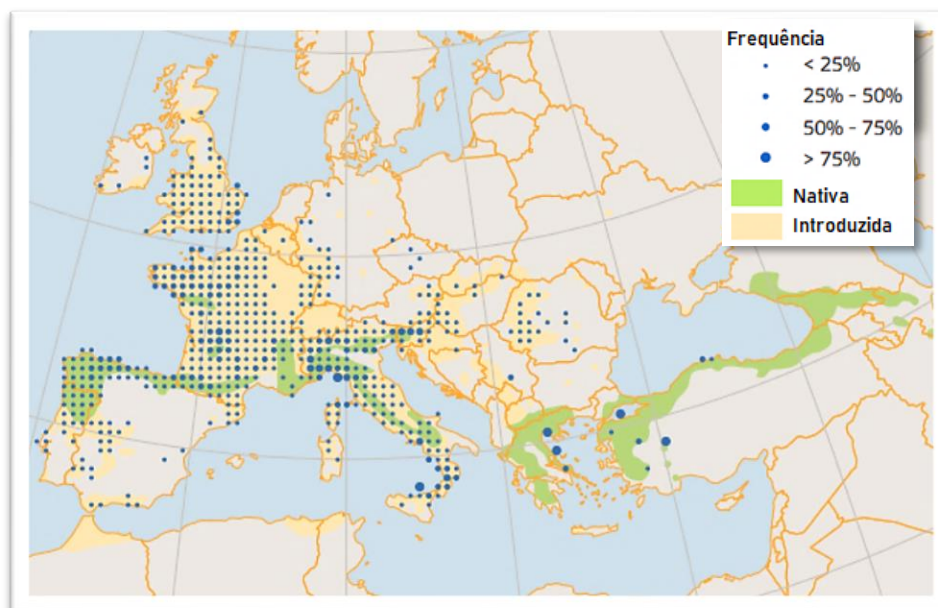 Frequência
< 25%
25% - 50%
50% - 75%
> 75%
Nativa
Introduzida